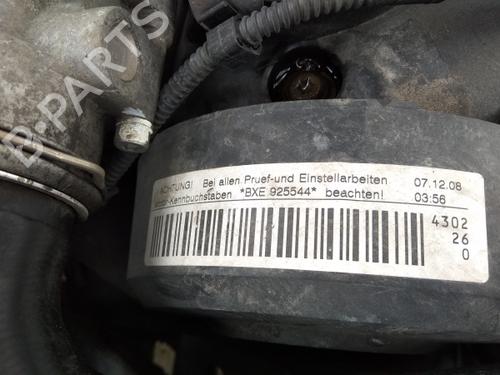 B-PARTS
ACHTUNG! Bei allen Pruef-und Einstellarbeiten 07.12.08
Motor-Kennbuchstaben *BXE 925544* beachten! 03:56
4302
26
0